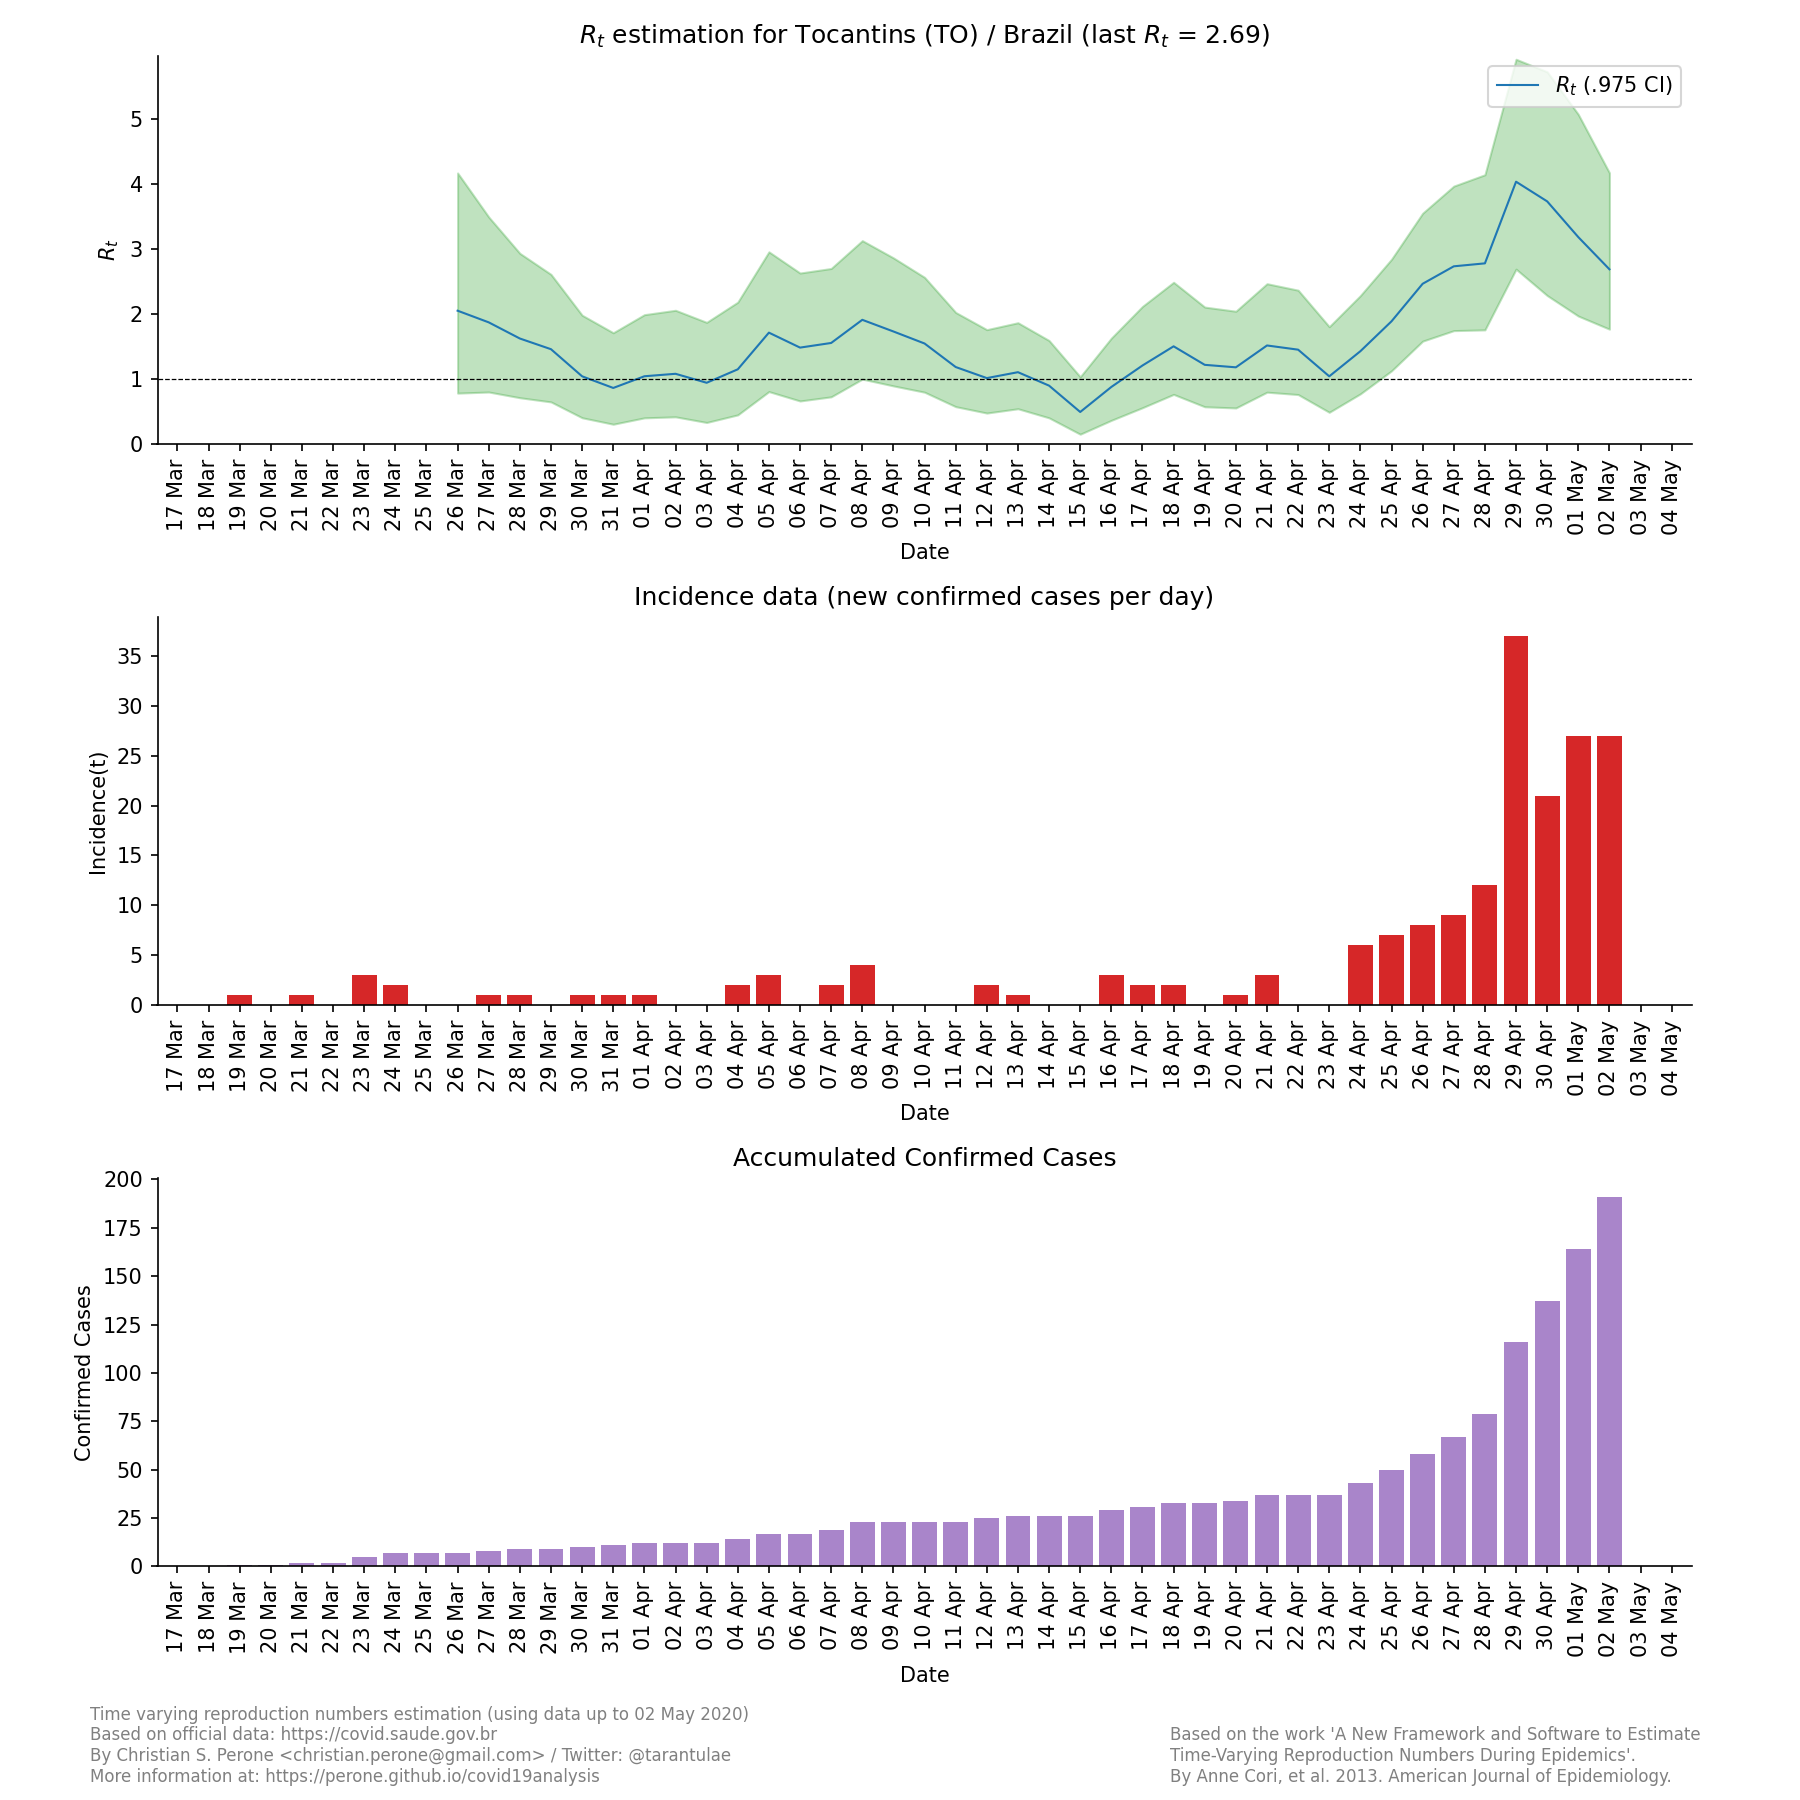 Rt estimation for Tocantins (TO) / Brazil (last Rt = 2.69)
Rt (.975 CI)
Rt
5
4
3
2
1
0
17 Mar 18 Mar 19 Mar 20 Mar 21 Mar 22 Mar 23 Mar 24 Mar 25 Mar 26 Mar 27 Mar 28 Mar 29 Mar 30 Mar 31 Mar 01 Apr 02 Apr 03 Apr 04 Apr 05 Apr 06 Apr 07 Apr 08 Apr 09 Apr 10 Apr 11 Apr 12 Apr 13 Apr 14 Apr 15 Apr 16 Apr 17 Apr 18 Apr 19 Apr 20 Apr 21 Apr 22 Apr 23 Apr 24 Apr 25 Apr 26 Apr 27 Apr 28 Apr 29 Apr 30 Apr 01 May 02 May 03 May 04 May
Date
Incidence data (new confirmed cases per day)
Incidence(t)
35
30
25
20
15
10
5
0
17 Mar 18 Mar 19 Mar 20 Mar 21 Mar 22 Mar 23 Mar 24 Mar 25 Mar 26 Mar 27 Mar 28 Mar 29 Mar 30 Mar 31 Mar 01 Apr 02 Apr 03 Apr 04 Apr 05 Apr 06 Apr 07 Apr 08 Apr 09 Apr 10 Apr 11 Apr 12 Apr 13 Apr 14 Apr 15 Apr 16 Apr 17 Apr 18 Apr 19 Apr 20 Apr 21 Apr 22 Apr 23 Apr 24 Apr 25 Apr 26 Apr 27 Apr 28 Apr 29 Apr 30 Apr 01 May 02 May 03 May 04 May
Date
Accumulated Confirmed Cases
Confirmed Cases
200
175
150
125
100
75
50
25
0
17 Mar 18 Mar 19 Mar 20 Mar 21 Mar 22 Mar 23 Mar 24 Mar 25 Mar 26 Mar 27 Mar 28 Mar 29 Mar 30 Mar 31 Mar 01 Apr 02 Apr 03 Apr 04 Apr 05 Apr 06 Apr 07 Apr 08 Apr 09 Apr 10 Apr 11 Apr 12 Apr 13 Apr 14 Apr 15 Apr 16 Apr 17 Apr 18 Apr 19 Apr 20 Apr 21 Apr 22 Apr 23 Apr 24 Apr 25 Apr 26 Apr 27 Apr 28 Apr 29 Apr 30 Apr 01 May 02 May 03 May 04 May
Date
Time varying reproduction numbers estimation (using data up to 02 May 2020)
Based on official data: https://covid.saude.gov.br
By Christian S. Perone <christian.perone@gmail.com> / Twitter: @tarantulae
More information at: https://perone.github.io/covid19analysis
Based on the work 'A New Framework and Software to Estimate
Time-Varying Reproduction Numbers During Epidemics'.
By Anne Cori, et al. 2013. American Journal of Epidemiology.